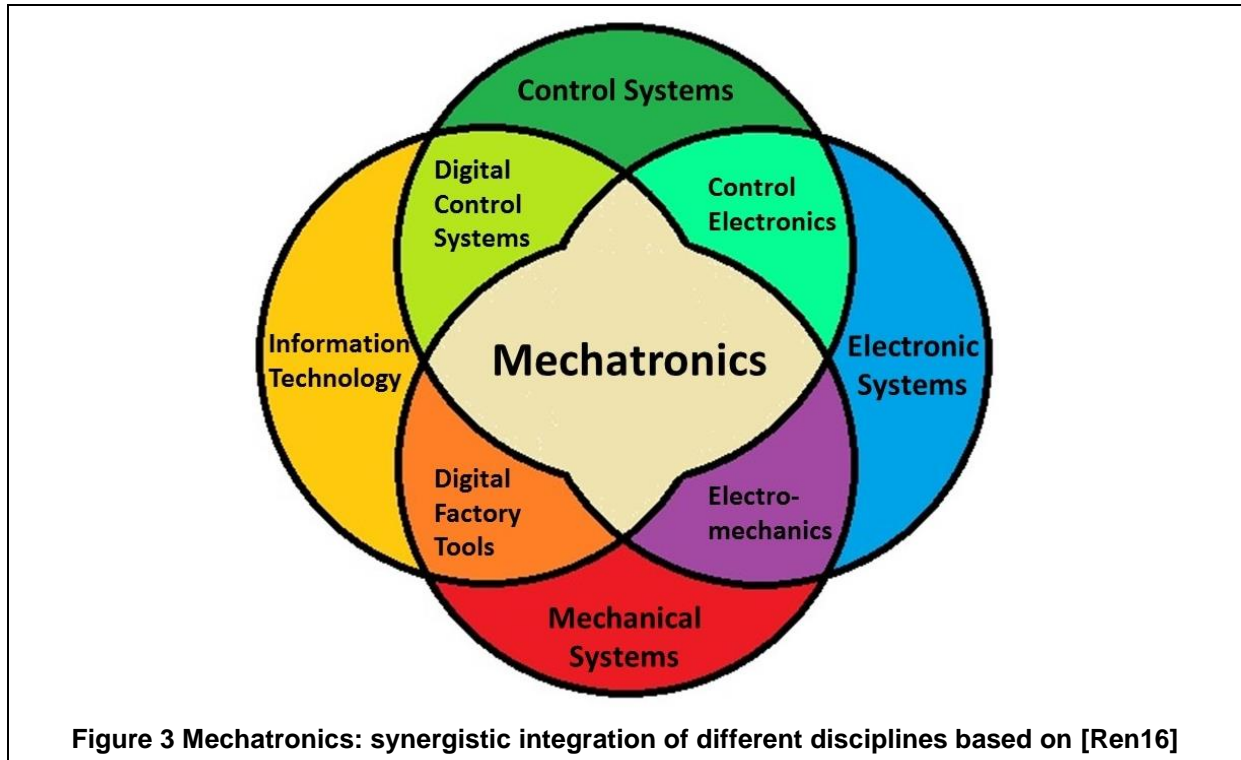 Control Systems
Digital
Control
Systems
Control
Electronics
Information
Technology
Mechatronics
Electronic
Systems
Digital
Factory
Tools
Electro-
mechanics
Mechanical
Systems
Figure 3 Mechatronics: synergistic integration of different disciplines based on [Ren16]